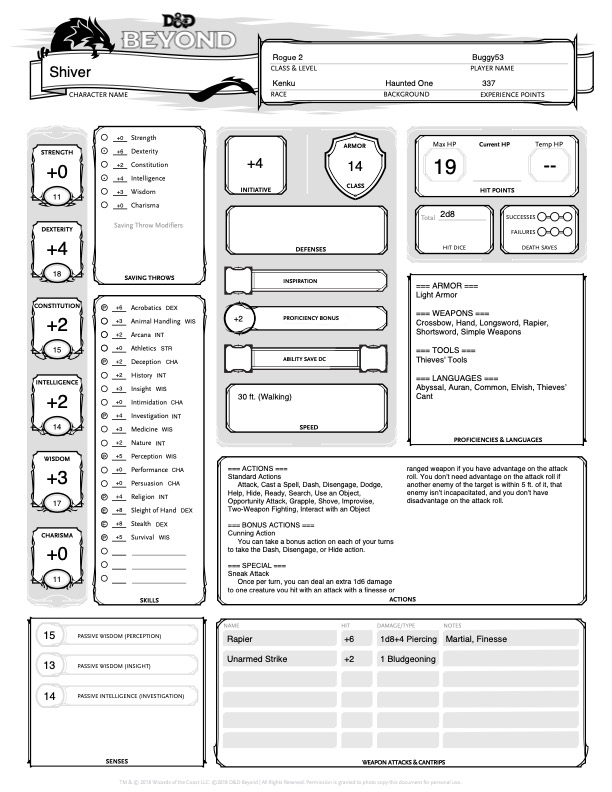 D&D
BEYOND
Shiver
CHARACTER NAME
Rogue 2
Buggy53
CLASS & LEVEL
PLAYER NAME
Kenku
Haunted One
337
RACE
BACKGROUND
EXPERIENCE POINTS
STRENGTH
+0
11
DEXTERITY
+4
18
CONSTITUTION
+2
15
INTELLIGENCE
+2
14
WISDOM
+3
17
CHARISMA
+0
11
+0 Strength
+6 Dexterity
+2 Constitution
+4 Intelligence
+3 Wisdom
+0 Charisma
Saving Throw Modifiers
SAVING THROWS
P +6 Acrobatics DEX
+3 Animal Handling WIS
+2 Arcana INT
+0 Athletics STR
P +2 Deception CHA
+2 History INT
+3 Insight WIS
+0 Intimidation CHA
P +4 Investigation INT
+3 Medicine WIS
+2 Nature INT
P +5 Perception WIS
+0 Performance CHA
+0 Persuasion CHA
P +4 Religion INT
E +8 Sleight of Hand DEX
E +8 Stealth DEX
P +5 Survival WIS
SKILLS
+4
INITIATIVE
ARMOR
14
CLASS
DEFENSES
INSPIRATION
+2
PROFICIENCY BONUS
ABILITY SAVE DC
30 ft. (Walking)
SPEED
Max HP
Current HP
Temp HP
19
--
HIT POINTS
Total 2d8
HIT DICE
SUCCESSES
FAILURES
DEATH SAVES
=== ARMOR ===
Light Armor
=== WEAPONS ===
Crossbow, Hand, Longsword, Rapier,
Shortsword, Simple Weapons
=== TOOLS ===
Thieves' Tools
=== LANGUAGES ===
Abyssal, Auran, Common, Elvish, Thieves'
Cant
PROFICIENCIES & LANGUAGES
=== ACTIONS ===
Standard Actions
Attack, Cast a Spell, Dash, Disengage, Dodge,
Help, Hide, Ready, Search, Use an Object,
Opportunity Attack, Grapple, Shove, Improvise,
Two-Weapon Fighting, Interact with an Object
=== BONUS ACTIONS ===
Cunning Action
You can take a bonus action on each of your turns
to take the Dash, Disengage, or Hide action.
=== SPECIAL ===
Sneak Attack
Once per turn, you can deal an extra 1d6 damage
to one creature you hit with an attack with a finesse or
ranged weapon if you have advantage on the attack
roll. You don't need advantage on the attack roll if
another enemy of the target is within 5 ft. of it, that
enemy isn't incapacitated, and you don't have
disadvantage on the attack roll.
ACTIONS
15 PASSIVE WISDOM (PERCEPTION)
13 PASSIVE WISDOM (INSIGHT)
14 PASSIVE INTELLIGENCE (INVESTIGATION)
SENSES
NAME HIT DAMAGE/TYPE NOTES
Rapier +6 1d8+4 Piercing Martial, Finesse
Unarmed Strike +2 1 Bludgeoning
WEAPON ATTACKS & CANTRIPS
TM & © 2018 Wizards of the Coast LLC. ©2018 D&D Beyond | All Rights Reserved. Permission is granted to photo copy this document for personal use.